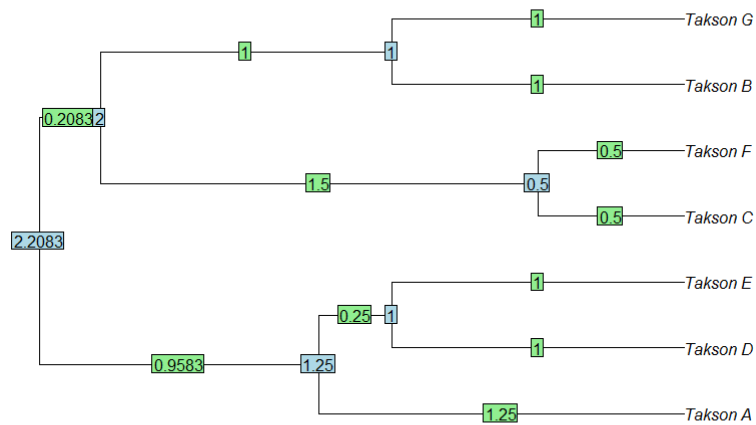 1 Takson G
1 1
1 Takson B
0.2083 2
0.5 Takson F
1.5 0.5
0.5 Takson C
2.2083
1 Takson E
0.25 1
1 Takson D
0.9583 1.25
1.25 Takson A